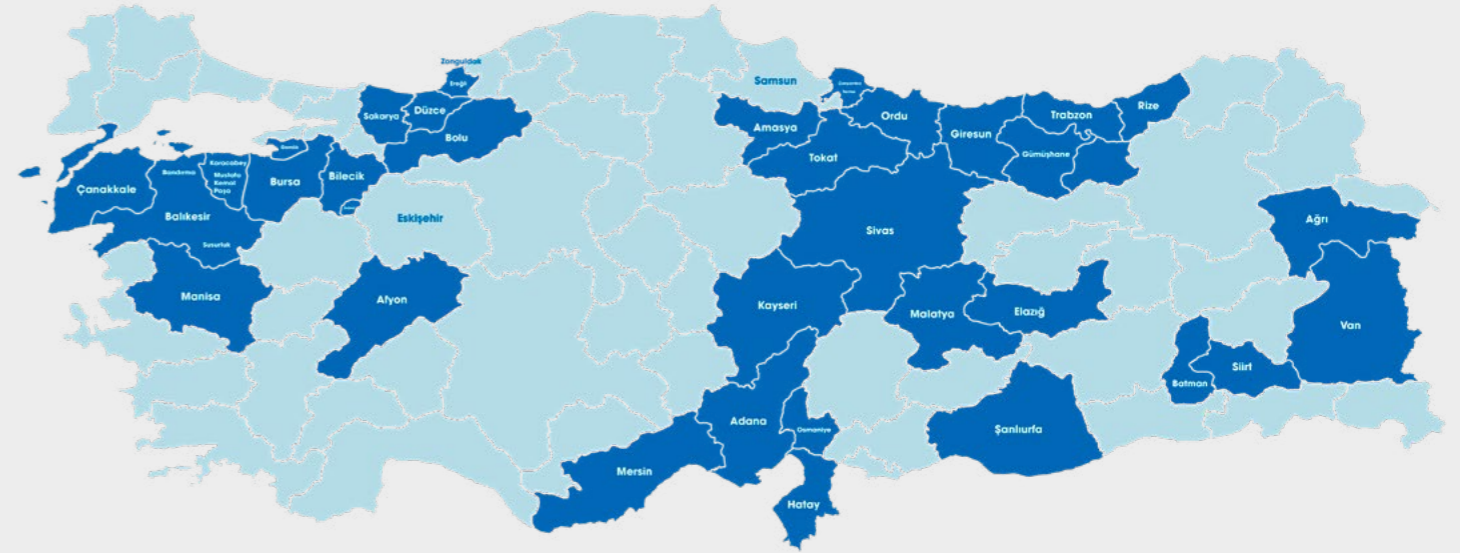 Zonguldak
Ereğli
Samsun
Sakarya
Düzce
Bolu
Amasya
Ordu
Giresun
Trabzon
Rize
Tokat
Gümüşhane
Çanakkale
Bandırma
Karacabey
Mustafa
Kemal
Paşa
Bursa
Bilecik
Balıkesir
Susurluk
Eskişehir
Sivas
Ağrı
Manisa
Afyon
Kayseri
Malatya
Elazığ
Van
Batman
Siirt
Adana
Osmaniye
Şanlıurfa
Mersin
Hatay